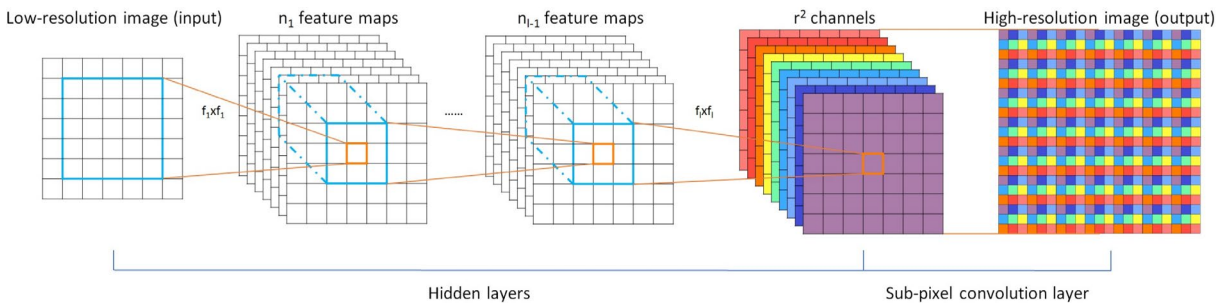 Low-resolution image (input)
n₁ feature maps
nₗ₋₁ feature maps
r² channels
High-resolution image (output)
f₁xf₁
......
fₗxfₗ
Hidden layers
Sub-pixel convolution layer